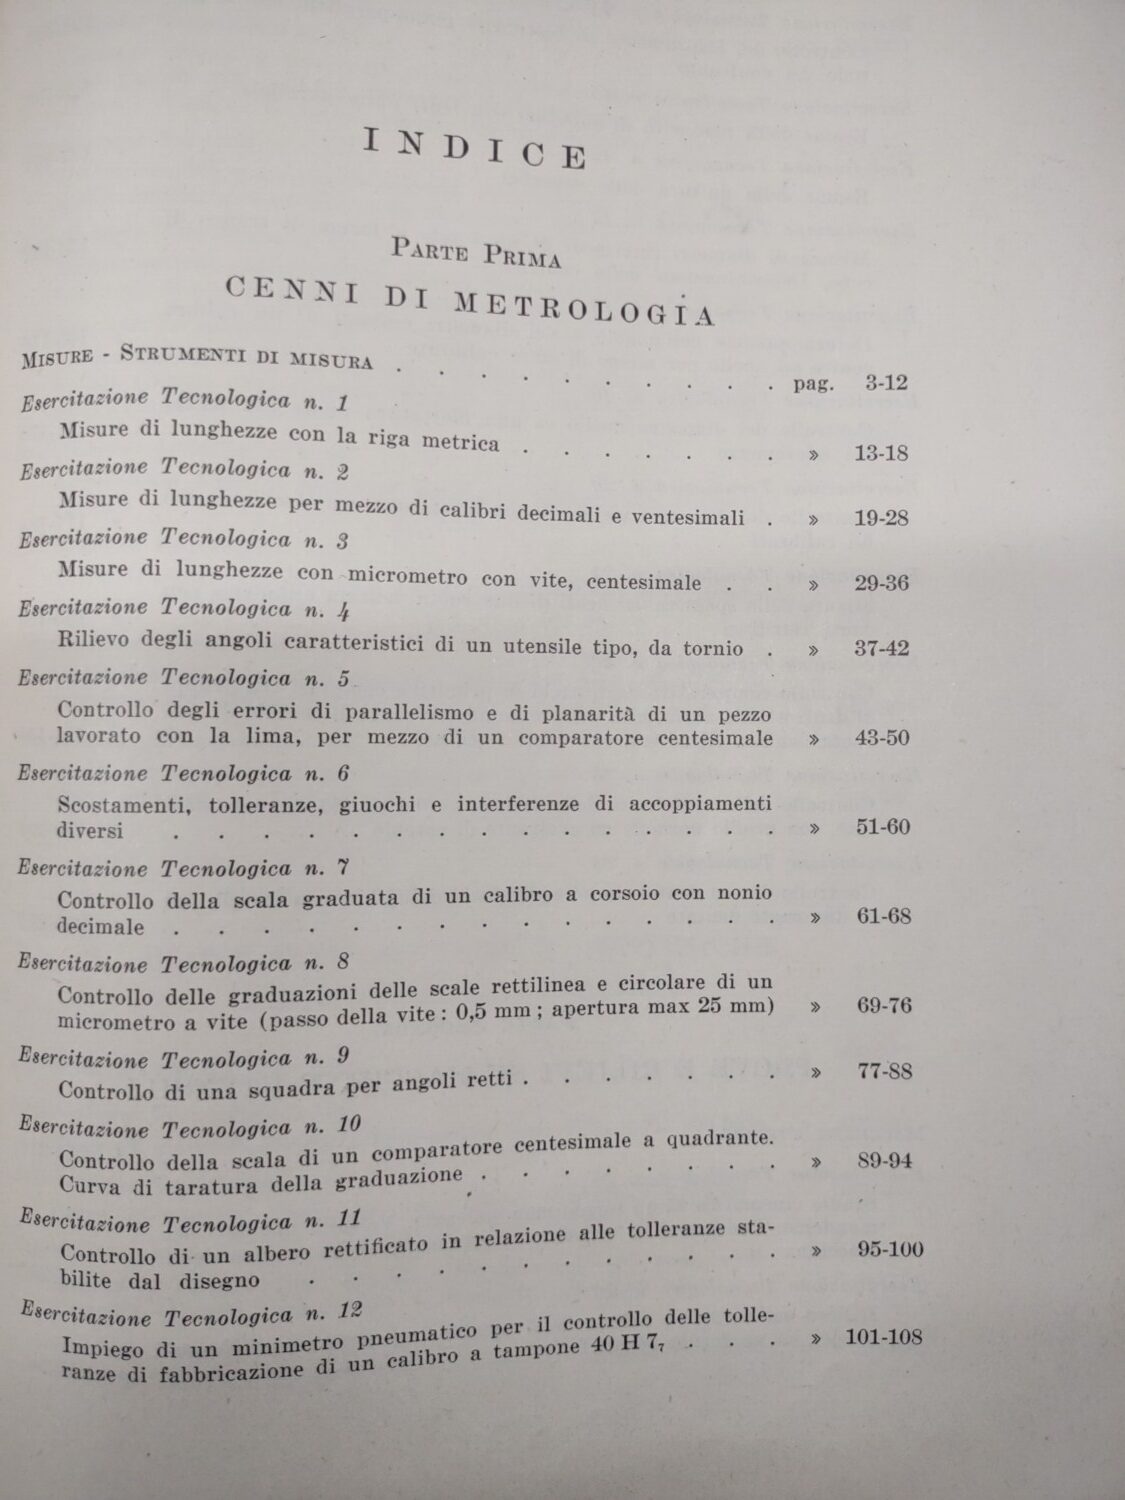 INDICE
PARTE PRIMA
CENNI DI METROLOGIA
MISURE - STRUMENTI DI MISURA . . . . . . . . . . pag. 3-12
Esercitazione Tecnologica n. 1
Misure di lunghezze con la riga metrica . . . . . . . » 13-18
Esercitazione Tecnologica n. 2
Misure di lunghezze per mezzo di calibri decimali e ventesimali . » 19-28
Esercitazione Tecnologica n. 3
Misure di lunghezze con micrometro con vite, centesimale . . » 29-36
Esercitazione Tecnologica n. 4
Rilievo degli angoli caratteristici di un utensile tipo, da tornio . » 37-42
Esercitazione Tecnologica n. 5
Controllo degli errori di parallelismo e di planarità di un pezzo
lavorato con la lima, per mezzo di un comparatore centesimale » 43-50
Esercitazione Tecnologica n. 6
Scostamenti, tolleranze, giuochi e interferenze di accoppiamenti
diversi . . . . . . . . . . . . . . . » 51-60
Esercitazione Tecnologica n. 7
Controllo della scala graduata di un calibro a corsoio con nonio
decimale . . . . . . . . . . . . . . . » 61-68
Esercitazione Tecnologica n. 8
Controllo delle graduazioni delle scale rettilinea e circolare di un
micrometro a vite (passo della vite : 0,5 mm ; apertura max 25 mm) » 69-76
Esercitazione Tecnologica n. 9
Controllo di una squadra per angoli retti . . . . . . . » 77-88
Esercitazione Tecnologica n. 10
Controllo della scala di un comparatore centesimale a quadrante.
Curva di taratura della graduazione . . . . . . . . » 89-94
Esercitazione Tecnologica n. 11
Controllo di un albero rettificato in relazione alle tolleranze sta-
bilite dal disegno . . . . . . . . . . . . » 95-100
Esercitazione Tecnologica n. 12
Impiego di un minimetro pneumatico per il controllo delle tolle-
ranze di fabbricazione di un calibro a tampone 40 H 7₇ . . . » 101-108